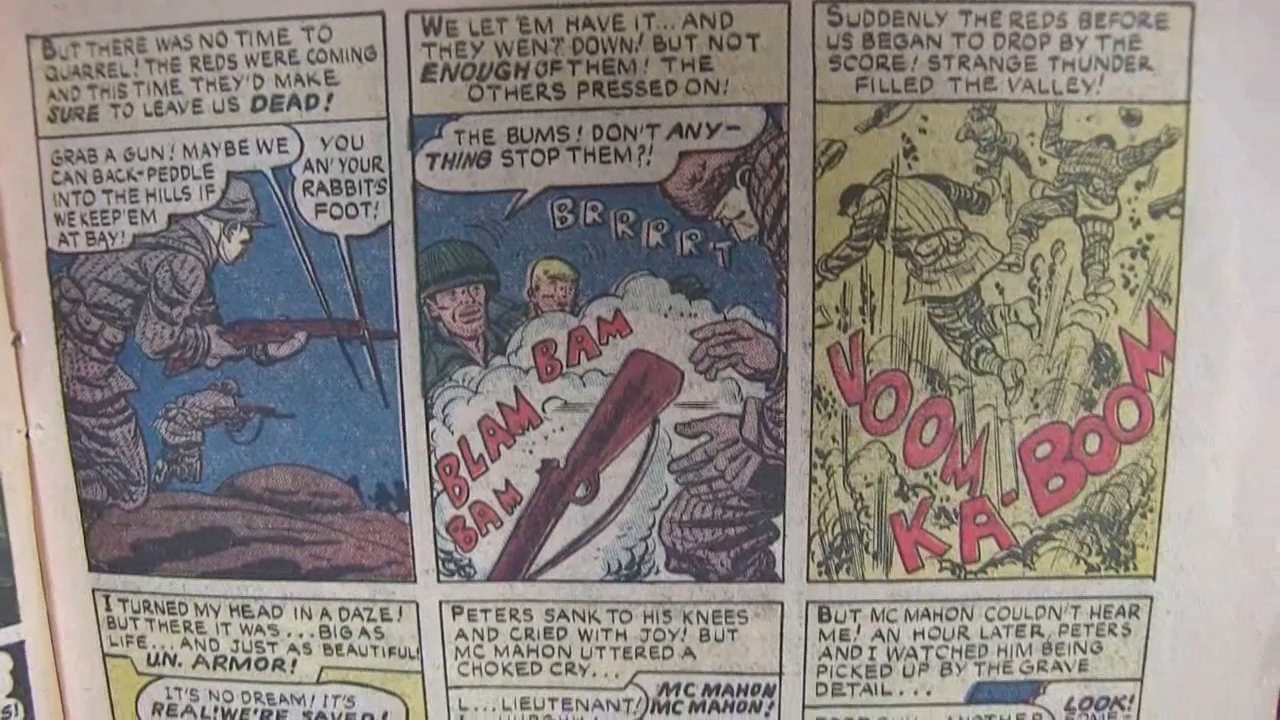 BUT THERE WAS NO TIME TO
QUARREL! THE REDS WERE COMING
AND THIS TIME THEY'D MAKE
SURE TO LEAVE US DEAD!
GRAB A GUN! MAYBE WE
CAN BACK-PEDDLE
INTO THE HILLS IF
WE KEEP 'EM
AT BAY!
YOU
AN' YOUR
RABBIT'S
FOOT!
WE LET 'EM HAVE IT... AND
THEY WENT DOWN! BUT NOT
ENOUGH OF THEM! THE
OTHERS PRESSED ON!
THE BUMS! DON'T ANY-
THING STOP THEM?!
BRRRRT
BAM
BLAM
BAM
SUDDENLY THE REDS BEFORE
US BEGAN TO DROP BY THE
SCORE! STRANGE THUNDER
FILLED THE VALLEY!
VOOM
KA-BOOM
I TURNED MY HEAD IN A DAZE!
BUT THERE IT WAS... BIG AS
LIFE... AND JUST AS BEAUTIFUL!
U.N. ARMOR!
IT'S NO DREAM! IT'S
REAL! WE'RE SAVED!
PETERS SANK TO HIS KNEES
AND CRIED WITH JOY! BUT
MC MAHON UTTERED A
CHOKED CRY...
L... LIEUTENANT!
MC MAHON
MC MAHON!
BUT MC MAHON COULDN'T HEAR
ME! AN HOUR LATER, PETERS
AND I WATCHED HIM BEING
PICKED UP BY THE GRAVE
DETAIL...
LOOK!